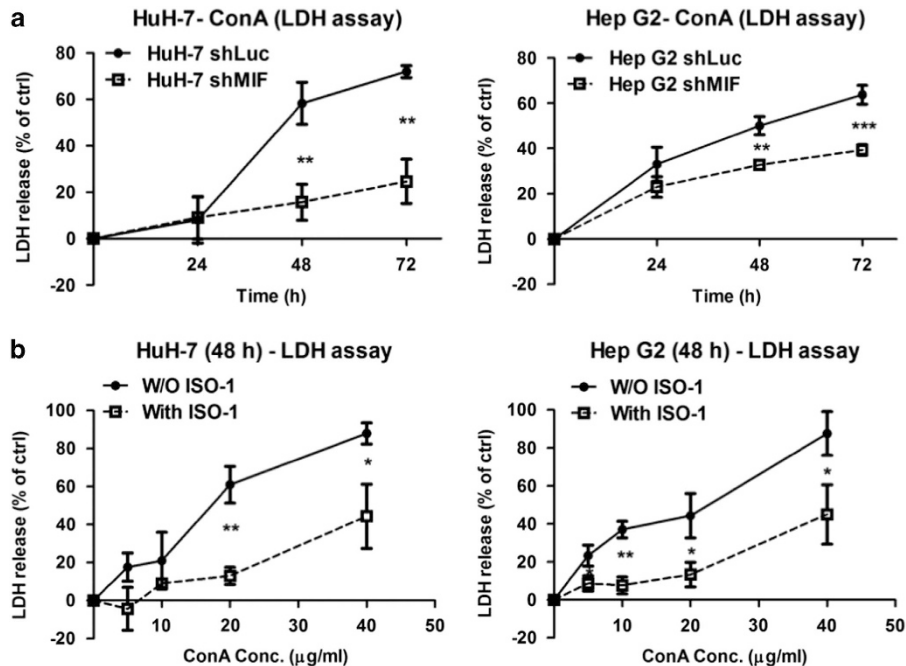 a
HuH-7- ConA (LDH assay)
LDH release (% of ctrl)
80
60
40
20
0
-20
HuH-7 shLuc
HuH-7 shMIF
**
**
24
48
72
Time (h)
Hep G2- ConA (LDH assay)
LDH release (% of ctrl)
80
60
40
20
0
-20
Hep G2 shLuc
Hep G2 shMIF
**
***
24
48
72
Time (h)
b
HuH-7 (48 h) - LDH assay
W/O ISO-1
With ISO-1
LDH release (% of ctrl)
100
80
60
40
20
0
-20
**
*
10
20
30
40
50
ConA Conc. (μg/ml)
Hep G2 (48 h) - LDH assay
W/O ISO-1
With ISO-1
LDH release (% of ctrl)
100
80
60
40
20
0
-20
*
**
*
*
10
20
30
40
50
ConA Conc. (μg/ml)